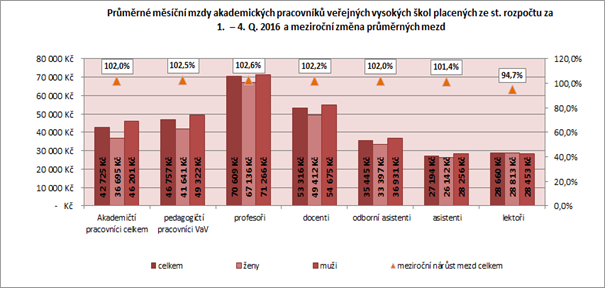 Průměrné měsíční mzdy akademických pracovníků veřejných vysokých škol placených ze st. rozpočtu za
1. – 4. Q. 2016 a meziroční změna průměrných mezd
80 000 Kč
70 000 Kč
60 000 Kč
50 000 Kč
40 000 Kč
30 000 Kč
20 000 Kč
10 000 Kč
- Kč
102,0%
102,5%
102,6%
102,2%
102,0%
101,4%
94,7%
120,0%
100,0%
80,0%
60,0%
40,0%
20,0%
0,0%
42 725 Kč
36 695 Kč
46 201 Kč
46 957 Kč
41 641 Kč
49 322 Kč
70 609 Kč
67 136 Kč
71 266 Kč
53 316 Kč
49 412 Kč
54 675 Kč
35 445 Kč
33 397 Kč
36 931 Kč
27 194 Kč
26 142 Kč
28 256 Kč
28 660 Kč
28 813 Kč
28 453 Kč
Akademičtí
pracovníci celkem
pedagogičtí
pracovníci VaV
profesoři
docenti
odborní asistenti
asistenti
lektoři
celkem
ženy
muži
meziroční nárůst mezd celkem